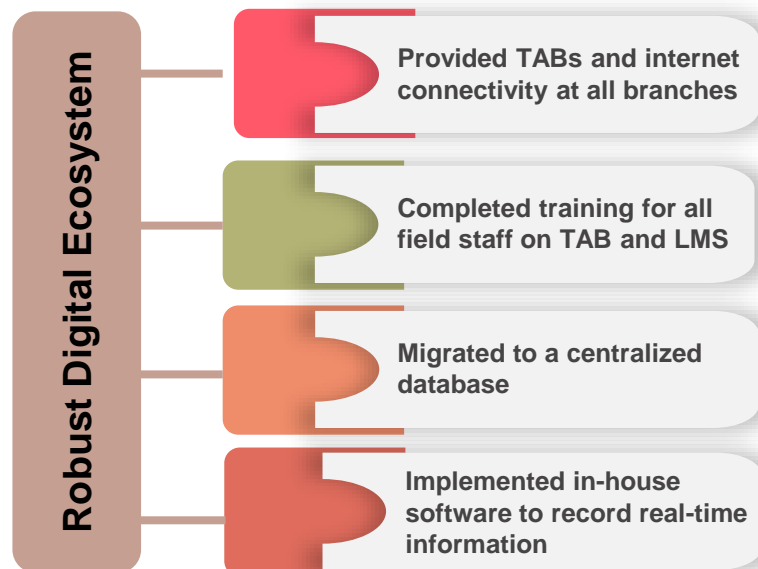 Robust Digital Ecosystem
Provided TABs and internet
connectivity at all branches
Completed training for all
field staff on TAB and LMS
Migrated to a centralized
database
Implemented in-house
software to record real-time
information